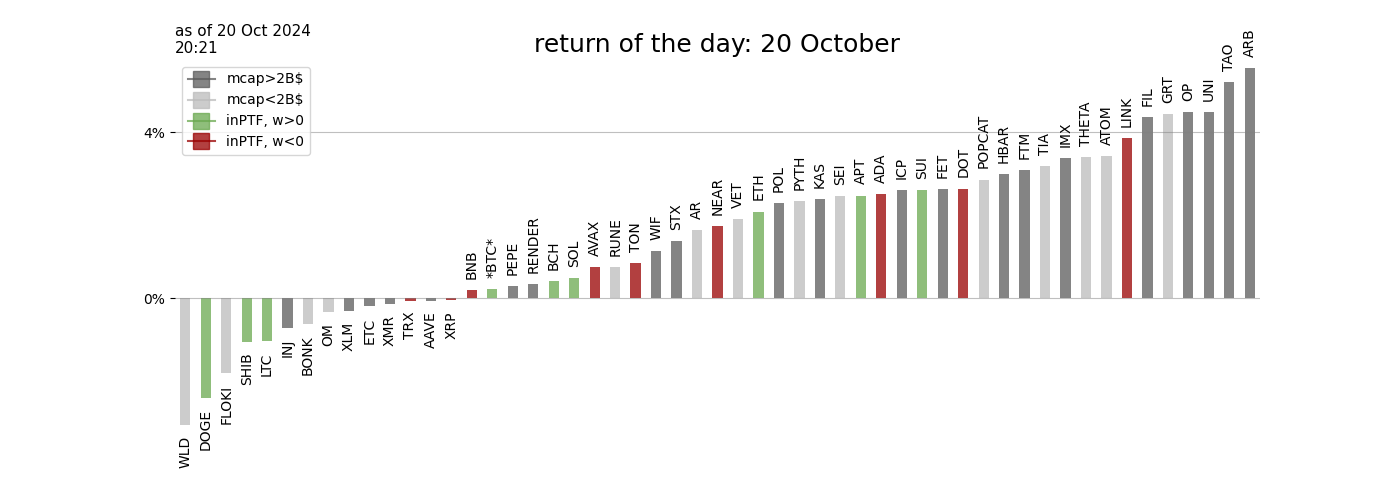 as of 20 Oct 2024
20:21
return of the day: 20 October
mcap>2B$
mcap<2B$
inPTF, w>0
inPTF, w<0
4%
0%
WLD
DOGE
FLOKI
SHIB
LTC
INJ
BONK
OM
XLM
ETC
XMR
TRX
AAVE
XRP
BNB
*BTC*
PEPE
RENDER
BCH
SOL
AVAX
RUNE
TON
WIF
STX
AR
NEAR
VET
ETH
POL
PYTH
KAS
SEI
APT
ADA
ICP
SUI
FET
DOT
POPCAT
HBAR
FTM
TIA
IMX
THETA
ATOM
LINK
FIL
GRT
OP
UNI
TAO
ARB